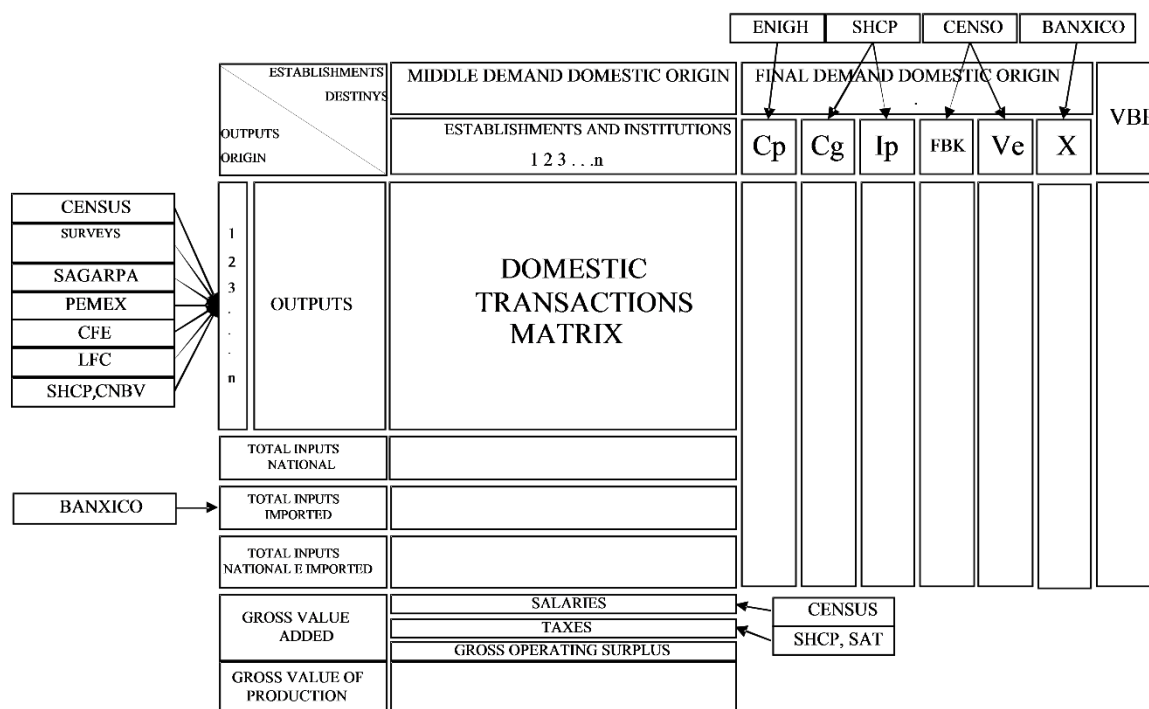 ENIGH SHCP CENSO BANXICO
ESTABLISHMENTS
DESTINYS
OUTPUTS
ORIGIN
MIDDLE DEMAND DOMESTIC ORIGIN
FINAL DEMAND DOMESTIC ORIGIN
.
ESTABLISHMENTS AND INSTITUTIONS
1 2 3 . . . n
Cp Cg Ip FBK Ve X
CENSUS
SURVEYS
SAGARPA
PEMEX
CFE
LFC
SHCP,CNBV
1
2
3
.
.
.
n
OUTPUTS
DOMESTIC
TRANSACTIONS
MATRIX
TOTAL INPUTS
NATIONAL
BANXICO
TOTAL INPUTS
IMPORTED
TOTAL INPUTS
NATIONAL E IMPORTED
GROSS VALUE
ADDED
SALARIES
TAXES
GROSS OPERATING SURPLUS
CENSUS
SHCP, SAT
GROSS VALUE OF
PRODUCTION